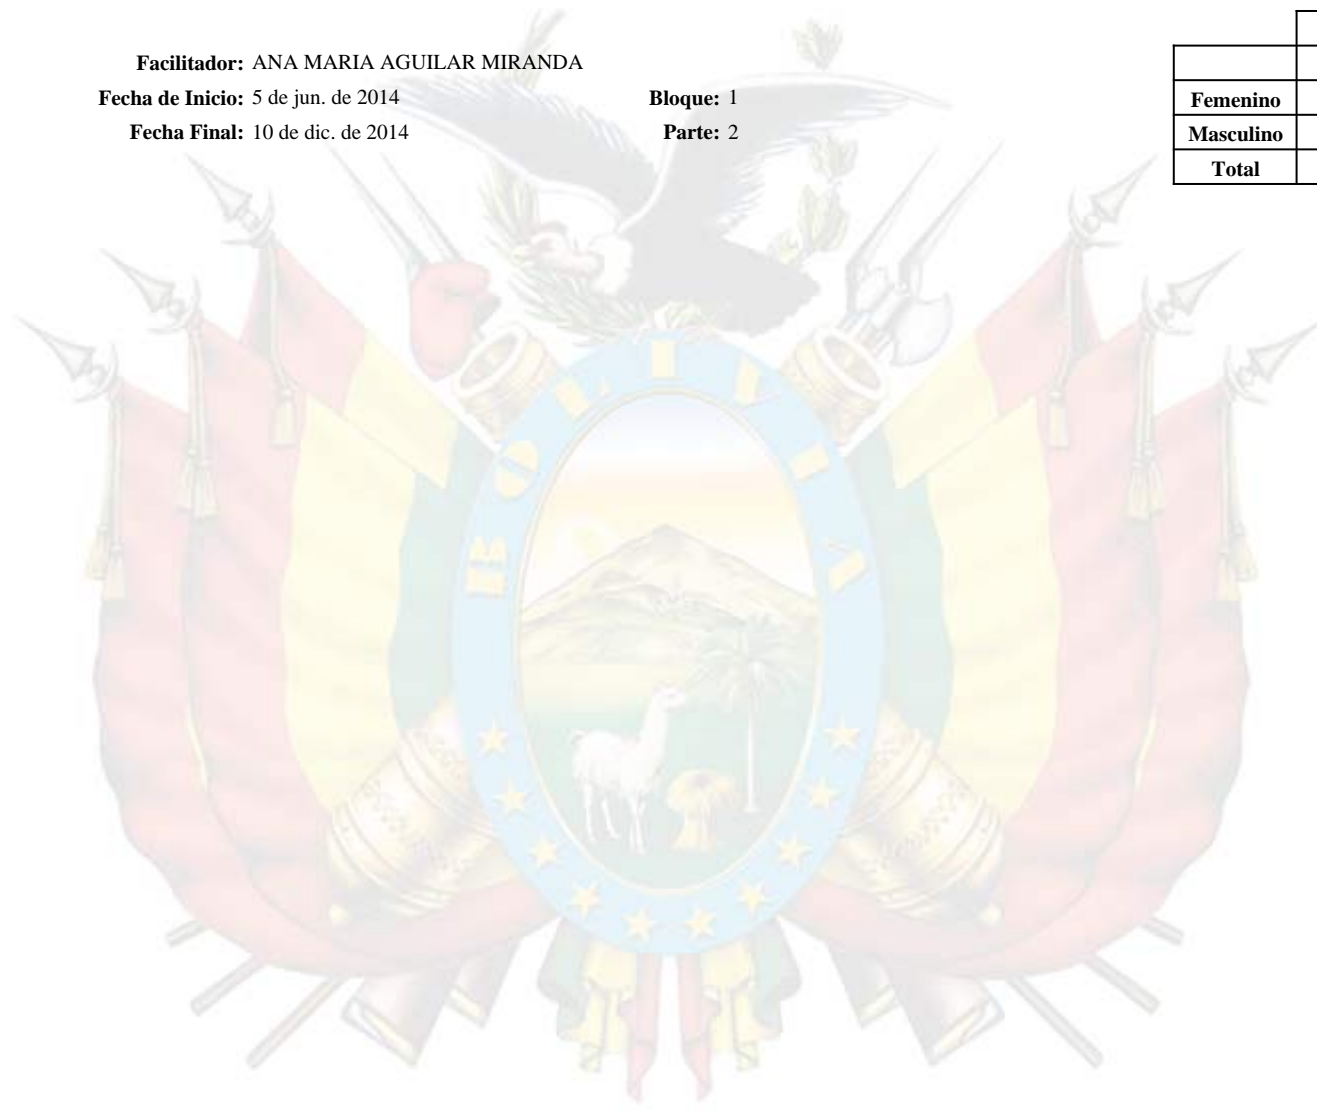 Facilitador: ANA MARIA AGUILAR MIRANDA
Fecha de Inicio: 5 de jun. de 2014 Bloque: 1
Fecha Final: 10 de dic. de 2014 Parte: 2
Femenino
Masculino
Total
BOLIVIA